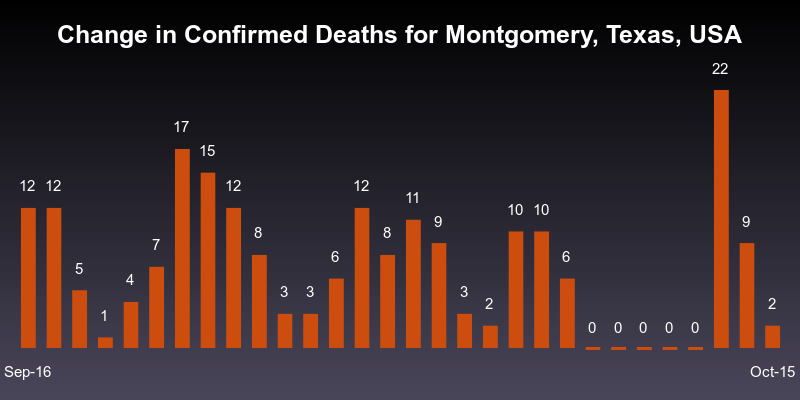 Change in Confirmed Deaths for Montgomery, Texas, USA
12 12 5 1 4 7 17 15 12 8 3 3 6 12 8 11 9 3 2 10 10 6 0 0 0 0 0 22 9 2
Sep-16 Oct-15